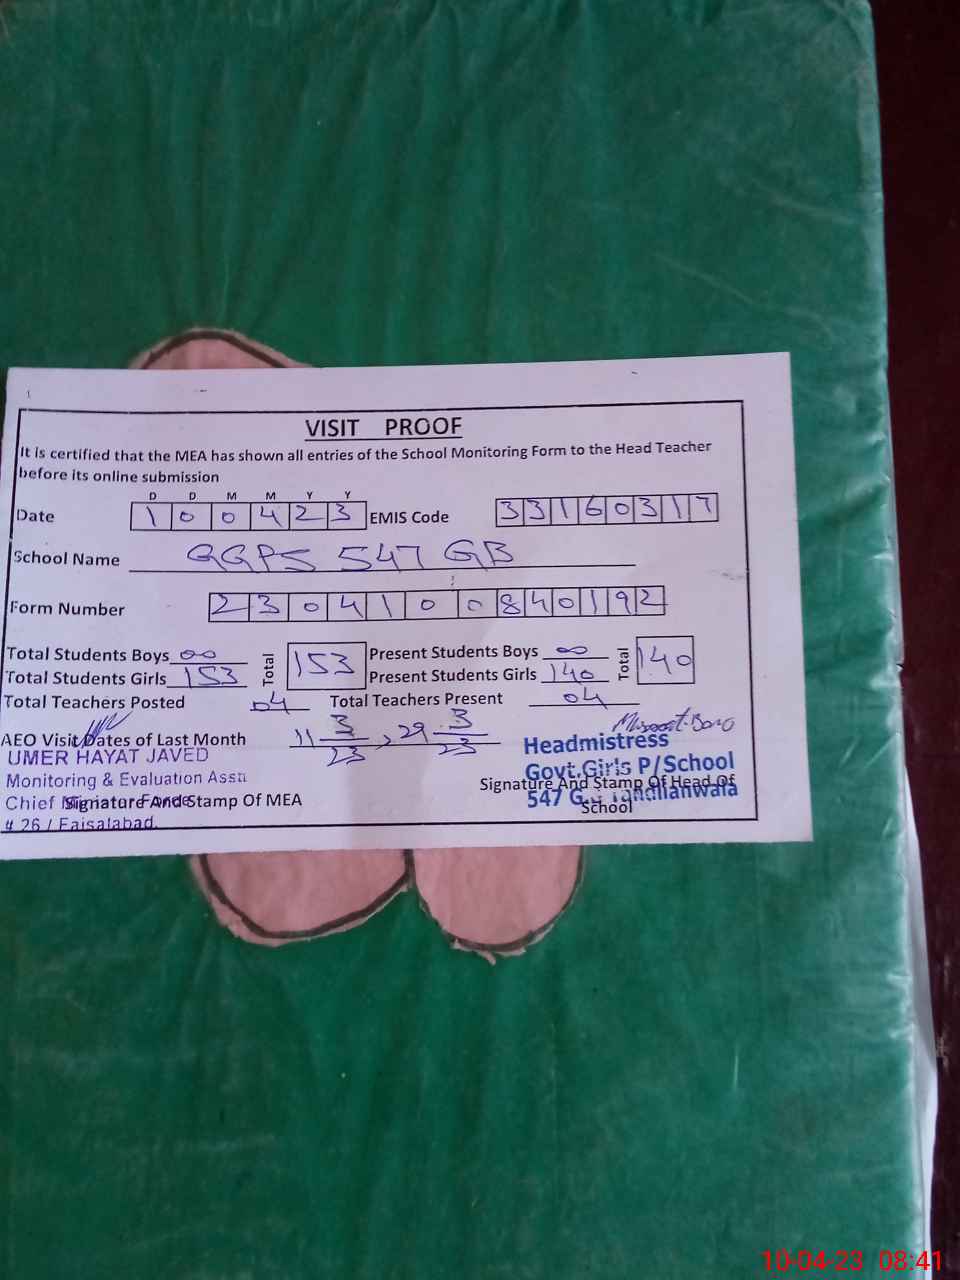 VISIT PROOF
It is certified that the MEA has shown all entries of the School Monitoring Form to the Head Teacher
before its online submission
D D M M Y Y
Date 1 0 0 4 2 3 EMIS Code 3 3 1 6 0 3 1 7
School Name GGPS 547 GB
Form Number 2 3 0 4 1 0 0 8 4 0 1 9 2
Total Students Boys 00 Total 153 Present Students Boys 00 Total 140
Total Students Girls 153 Present Students Girls 140
Total Teachers Posted 04 Total Teachers Present 04
AEO Visit Dates of Last Month 11 3/23, 29 3/23
UMER HAYAT JAVED
Monitoring & Evaluation Asstt
Chief
Signature And Stamp Of MEA
# 26 / Faisalabad.
Headmistress
Govt.Girls P/School
Signature And Stamp Of Head Of
547
School
10-04-23 08:41